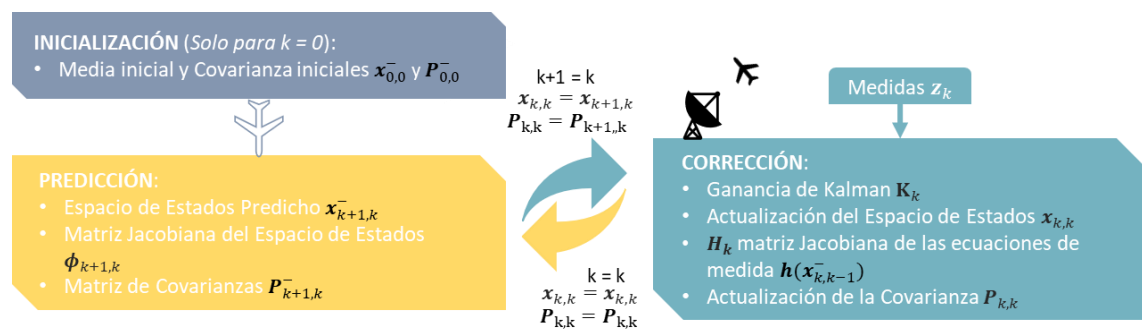 INICIALIZACIÓN (Solo para k = 0):
• Media inicial y Covarianza iniciales x⁻₀,₀ y P⁻₀,₀
k+1 = k
xₖ,ₖ = xₖ₊₁,ₖ
Pₖ,ₖ = Pₖ₊₁,,ₖ
Medidas zₖ
PREDICCIÓN:
• Espacio de Estados Predicho x⁻ₖ₊₁,ₖ
• Matriz Jacobiana del Espacio de Estados
ϕₖ₊₁,ₖ
• Matriz de Covarianzas P⁻ₖ₊₁,ₖ
k = k
xₖ,ₖ = xₖ,ₖ
Pₖ,ₖ = Pₖ,ₖ
CORRECCIÓN:
• Ganancia de Kalman Kₖ
• Actualización del Espacio de Estados xₖ,ₖ
• Hₖ matriz Jacobiana de las ecuaciones de
medida h(x⁻ₖ,ₖ₋₁)
• Actualización de la Covarianza Pₖ,ₖ